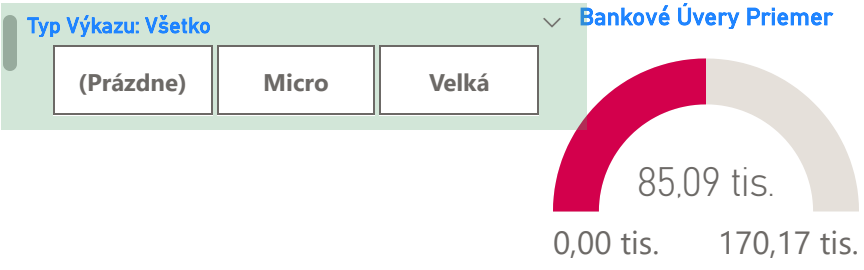 Typ Výkazu: Všetko
(Prázdne) Micro Velká
Bankové Úvery Priemer
85,09 tis.
0,00 tis. 170,17 tis.